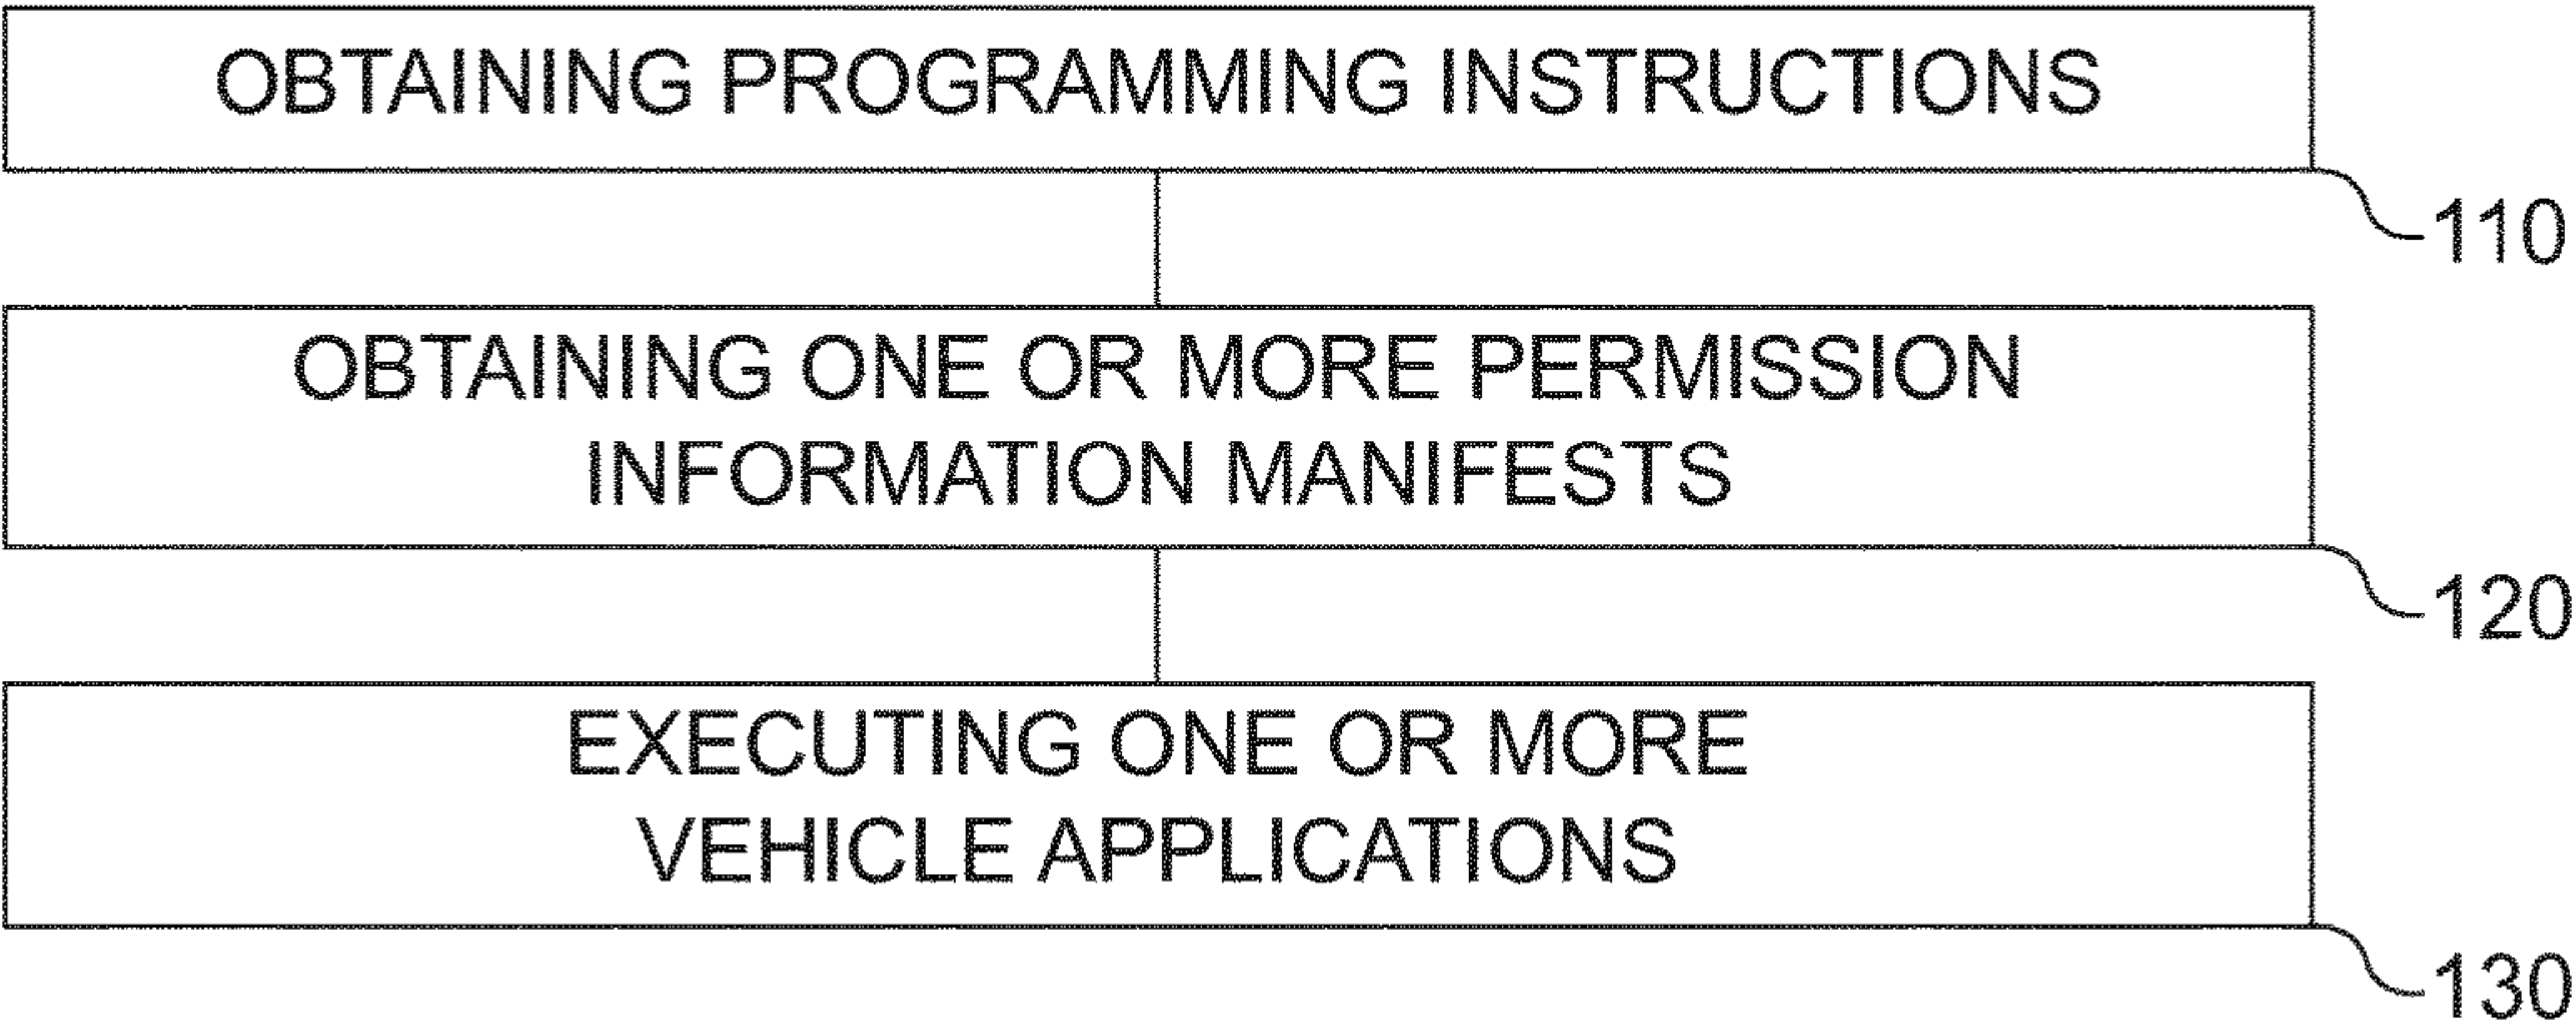 OBTAINING PROGRAMMING INSTRUCTIONS
110
OBTAINING ONE OR MORE PERMISSION
INFORMATION MANIFESTS
120
EXECUTING ONE OR MORE
VEHICLE APPLICATIONS
130